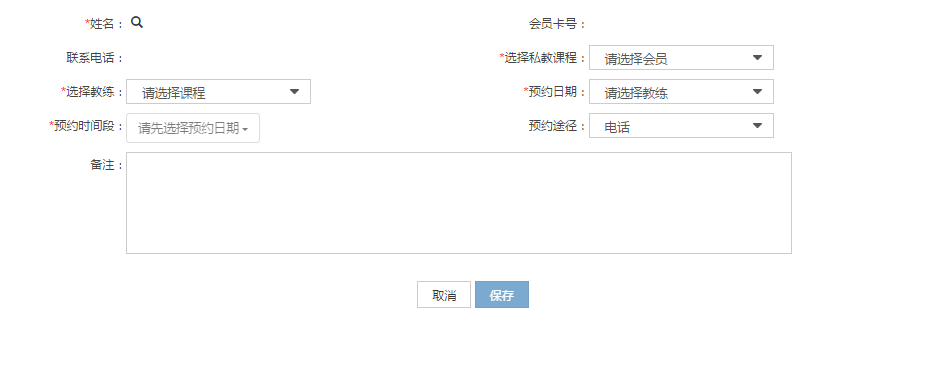 *姓名： 会员卡号：
联系电话： *选择私教课程： 请选择会员
*选择教练： 请选择课程 *预约日期： 请选择教练
*预约时间段： 请先选择预约日期 预约途径： 电话
备注：
取消 保存